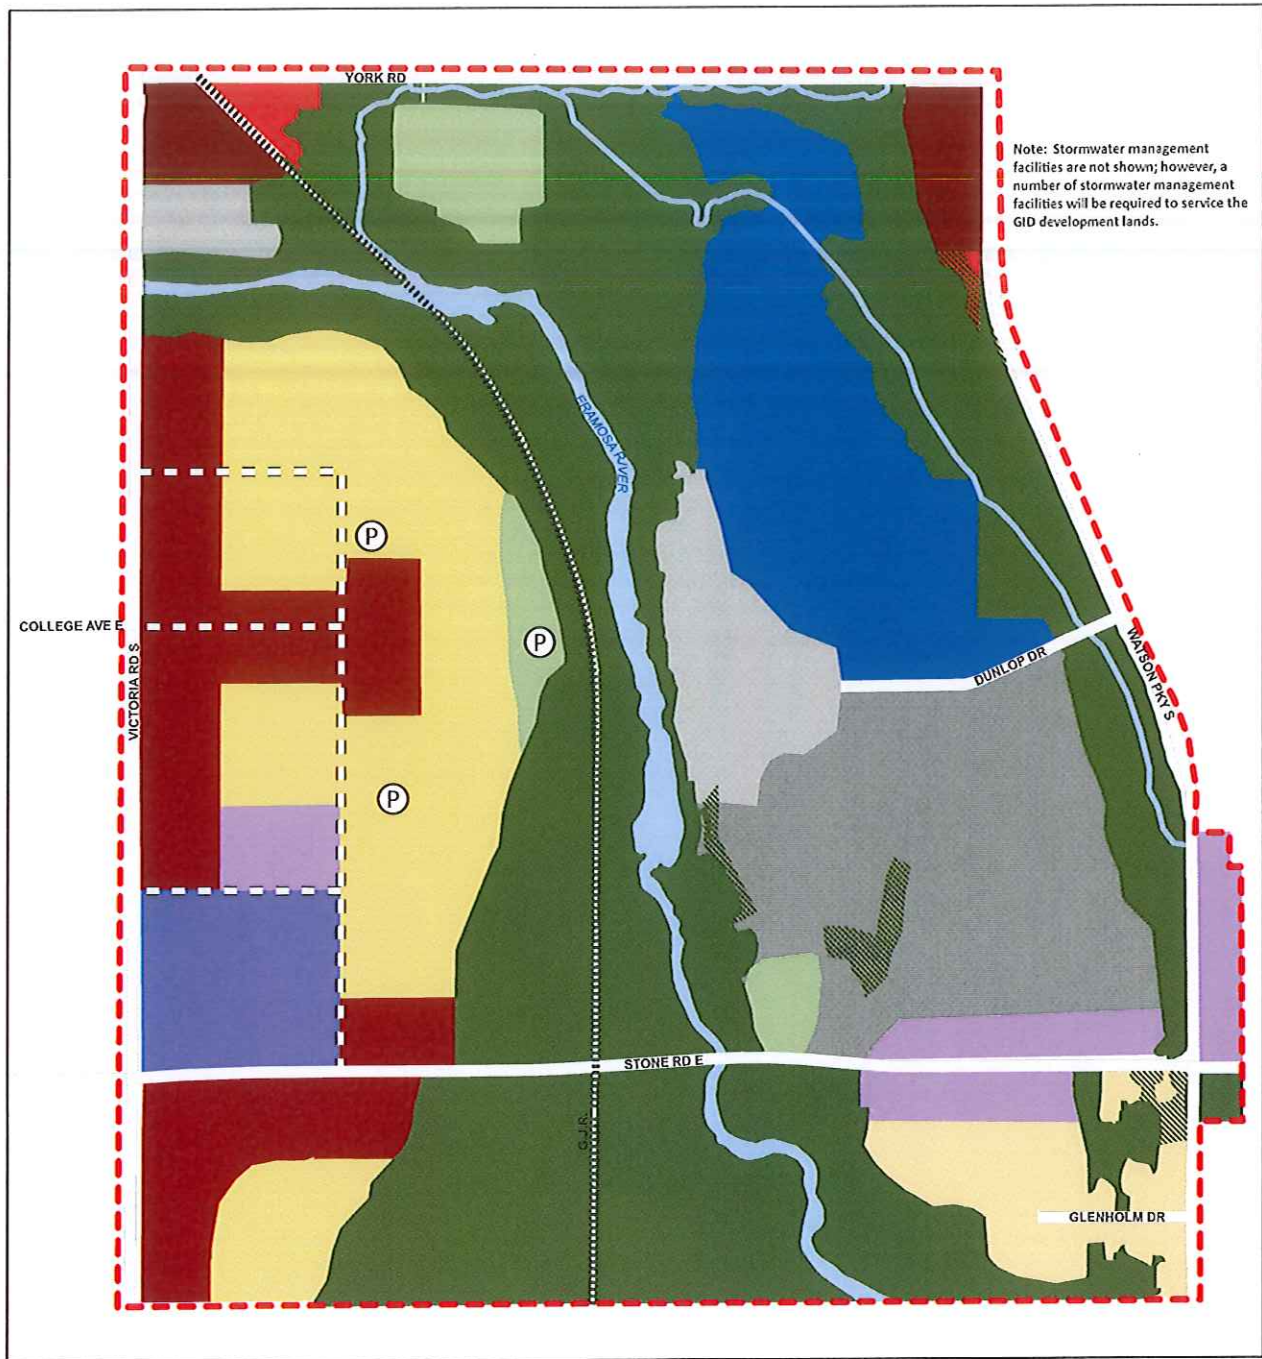 YORK RD
Note: Stormwater management
facilities are not shown; however, a
number of stormwater management
facilities will be required to service the
GID development lands.
ERAMOSA RIVER
P
COLLEGE AVE E
P
VICTORIA RD S
DUNLOP DR
WATSON PKY S
P
STONE RD E
G.J.R.
GLENHOLM DR